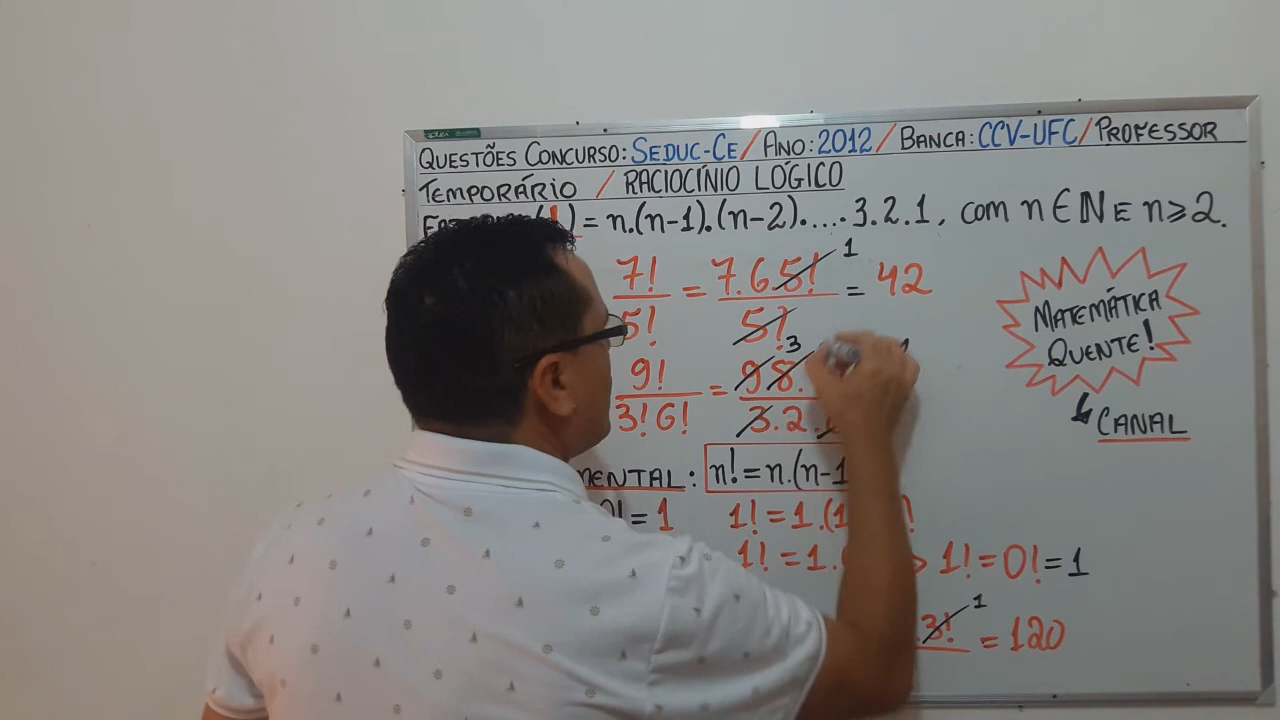 QUESTÕES CONCURSO: SEDUC-CE / ANO: 2012 / BANCA: CCV-UFC / PROFESSOR
TEMPORÁRIO / RACIOCÍNIO LÓGICO
= n.(n-1).(n-2). .... 3.2.1, COM n ∈ N E n ≥ 2.
7!/5! = 7.6.5!/5! 1 = 42
MATEMÁTICA
QUENTE!
CANAL
9!/3!6! = 9.8. 3 /3.2.
: n! = n.(n-1
0! = 1
1! = 1.(1
1! = 1.
1! = 0! = 1
.3! 1 = 120